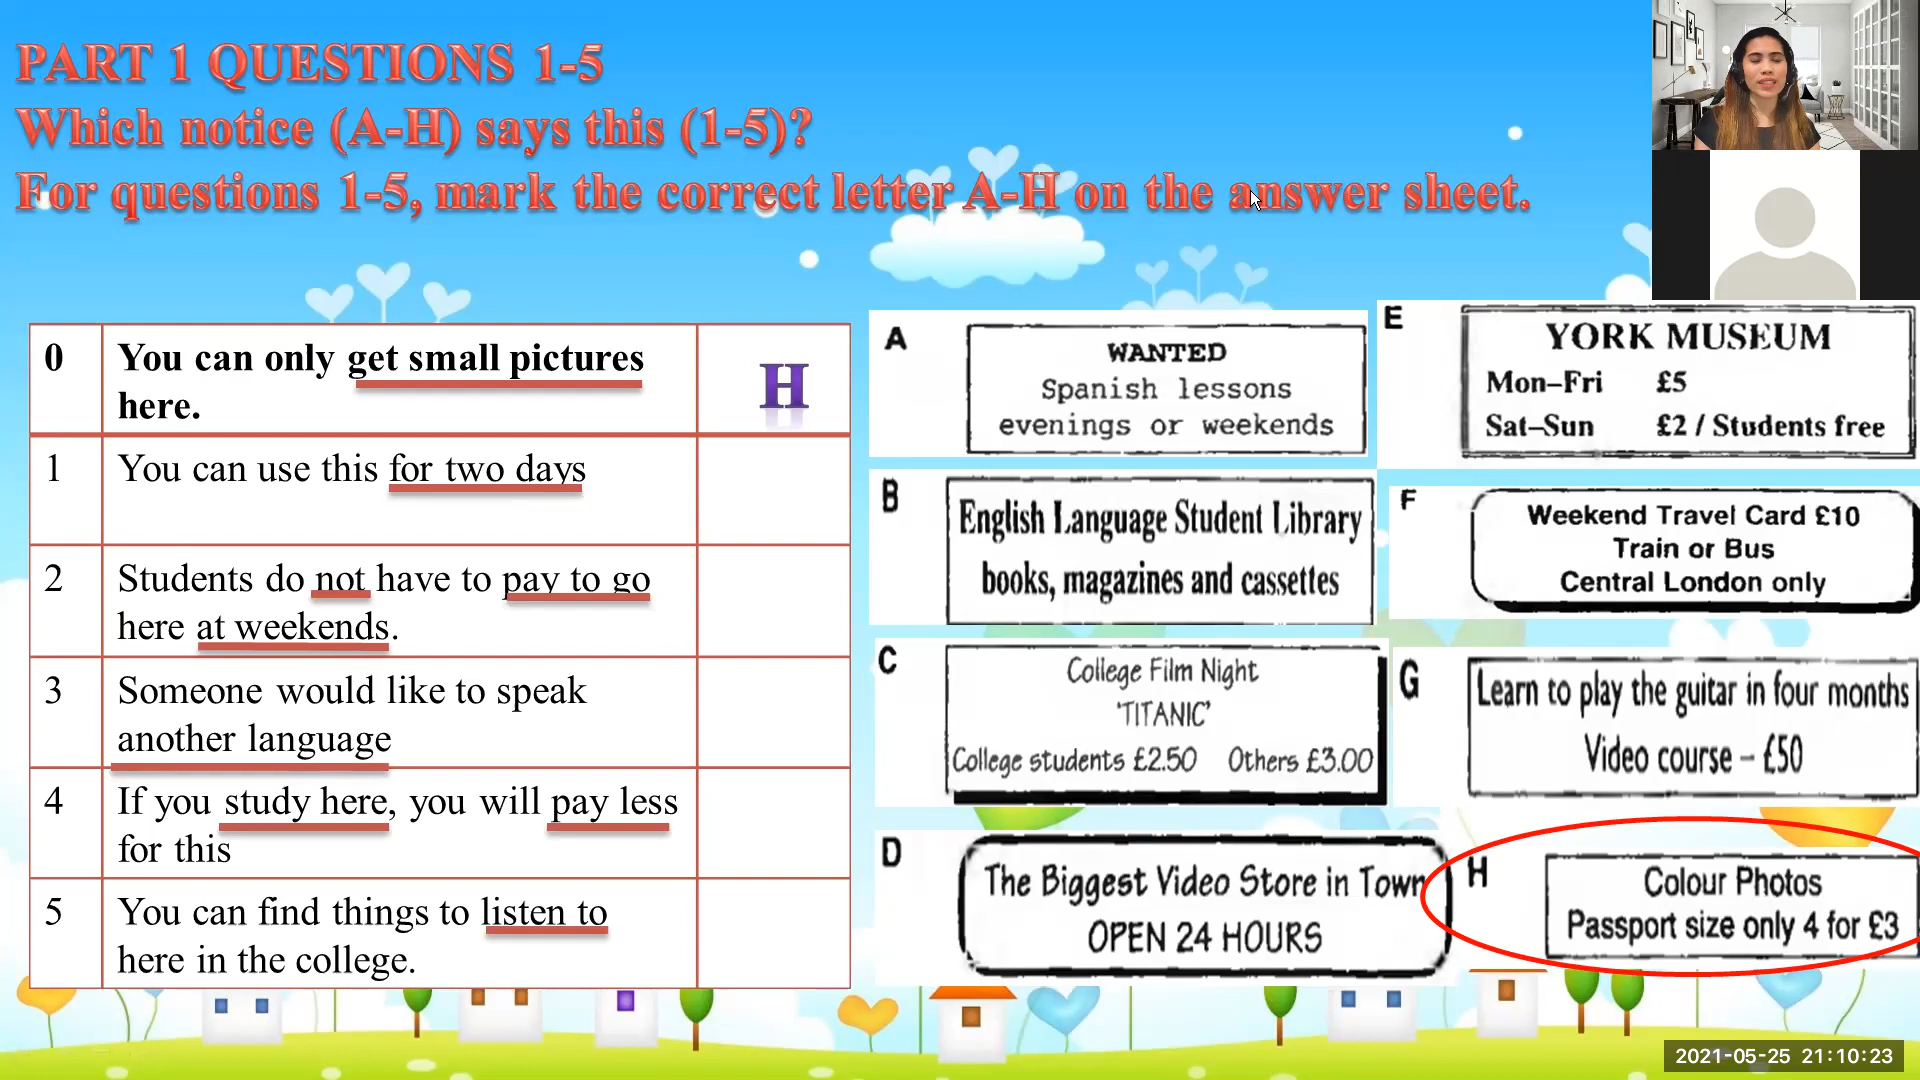 PART 1 QUESTIONS 1-5
Which notice (A-H) says this (1-5)?
For questions 1-5, mark the correct letter A-H on the answer sheet.
0
You can only get small pictures
here.
H
1
You can use this for two days
2
Students do not have to pay to go
here at weekends.
3
Someone would like to speak
another language
4
If you study here, you will pay less
for this
5
You can find things to listen to
here in the college.
A
WANTED
Spanish lessons
evenings or weekends
B
English Language Student Library
books, magazines and cassettes
C
College Film Night
'TITANIC'
College students £2.50 Others £3.00
D
The Biggest Video Store in Town
OPEN 24 HOURS
E
YORK MUSEUM
Mon–Fri £5
Sat–Sun £2 / Students free
F
Weekend Travel Card £10
Train or Bus
Central London only
G
Learn to play the guitar in four months
Video course – £50
H
Colour Photos
Passport size only 4 for £3
2021-05-25 21:10:23